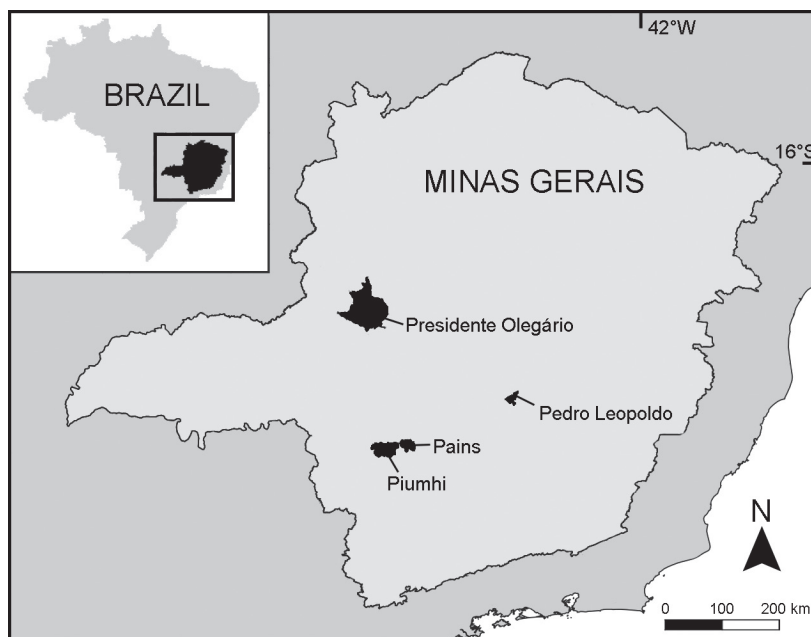 42°W
BRAZIL
16°S
MINAS GERAIS
Presidente Olegário
Pedro Leopoldo
Pains
Piumhi
N
0 100 200 km